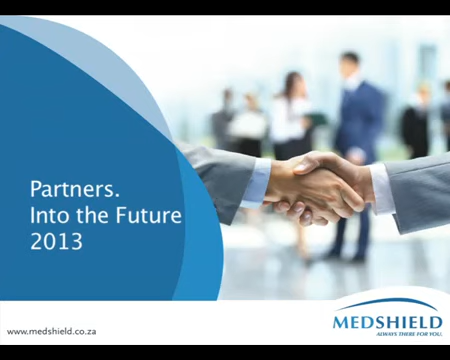 Partners.
Into the Future
2013
www.medshield.co.za
MEDSHIELD
ALWAYS THERE FOR YOU.